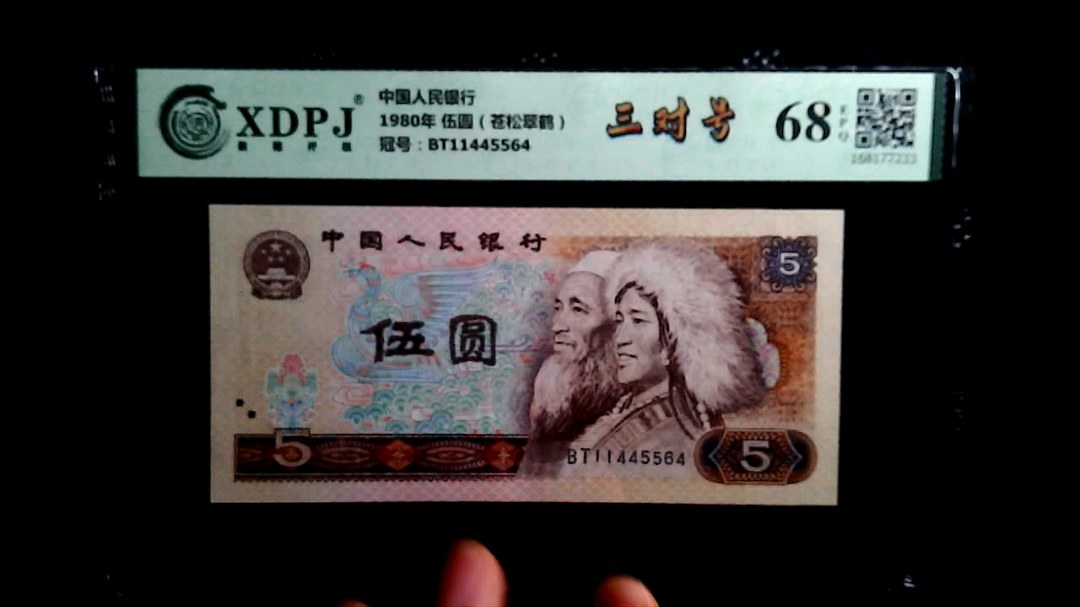 XDPJ®
中国人民银行
1980年 伍圆（苍松翠鹤）
冠号：BT11445564
三对号
68
EPQ
168177233
中国人民银行
5
伍圆
5
BT11445564
5